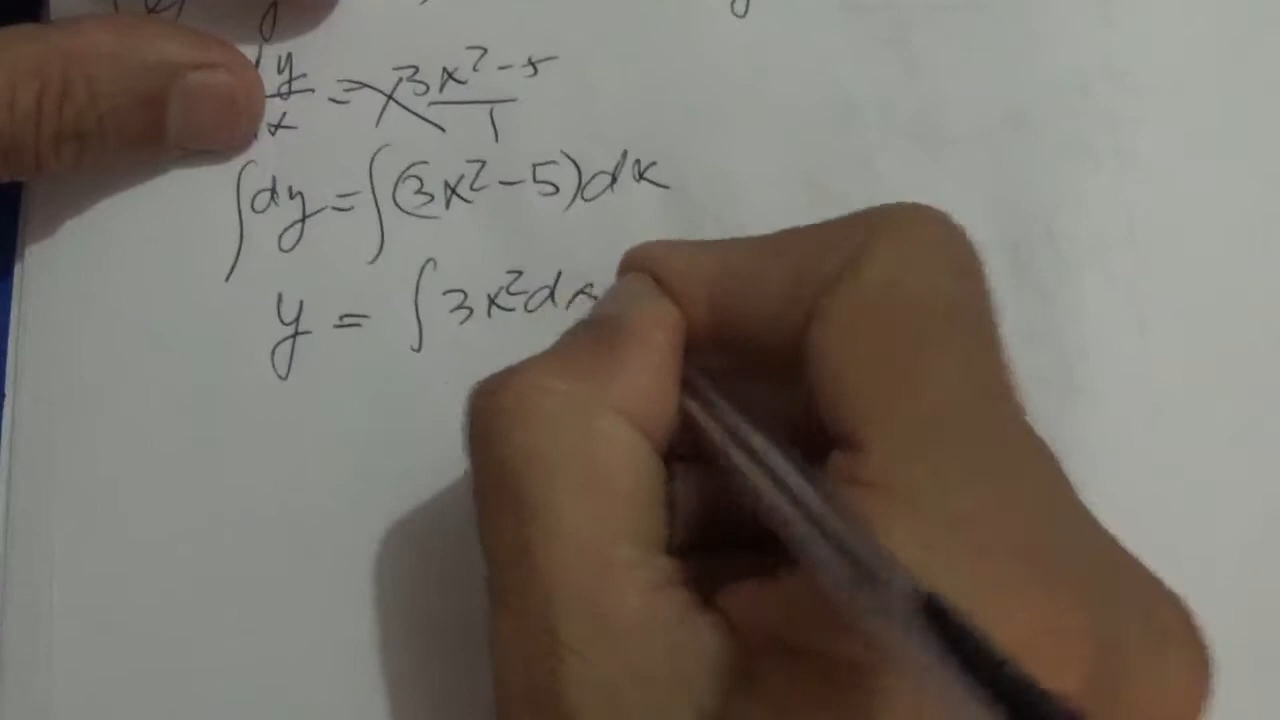 y/x = 3x²-5/1
∫dy = ∫(3x²-5)dx
y = ∫3x²dx